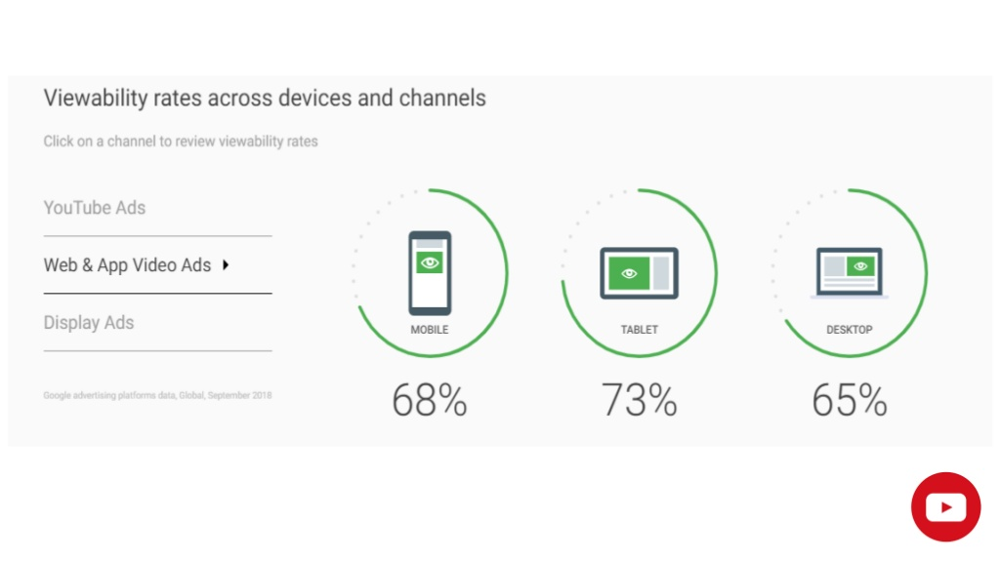 Viewability rates across devices and channels
Click on a channel to review viewability rates
YouTube Ads
Web & App Video Ads
Display Ads
Google advertising platforms data, Global, September 2018
MOBILE
TABLET
DESKTOP
68%
73%
65%